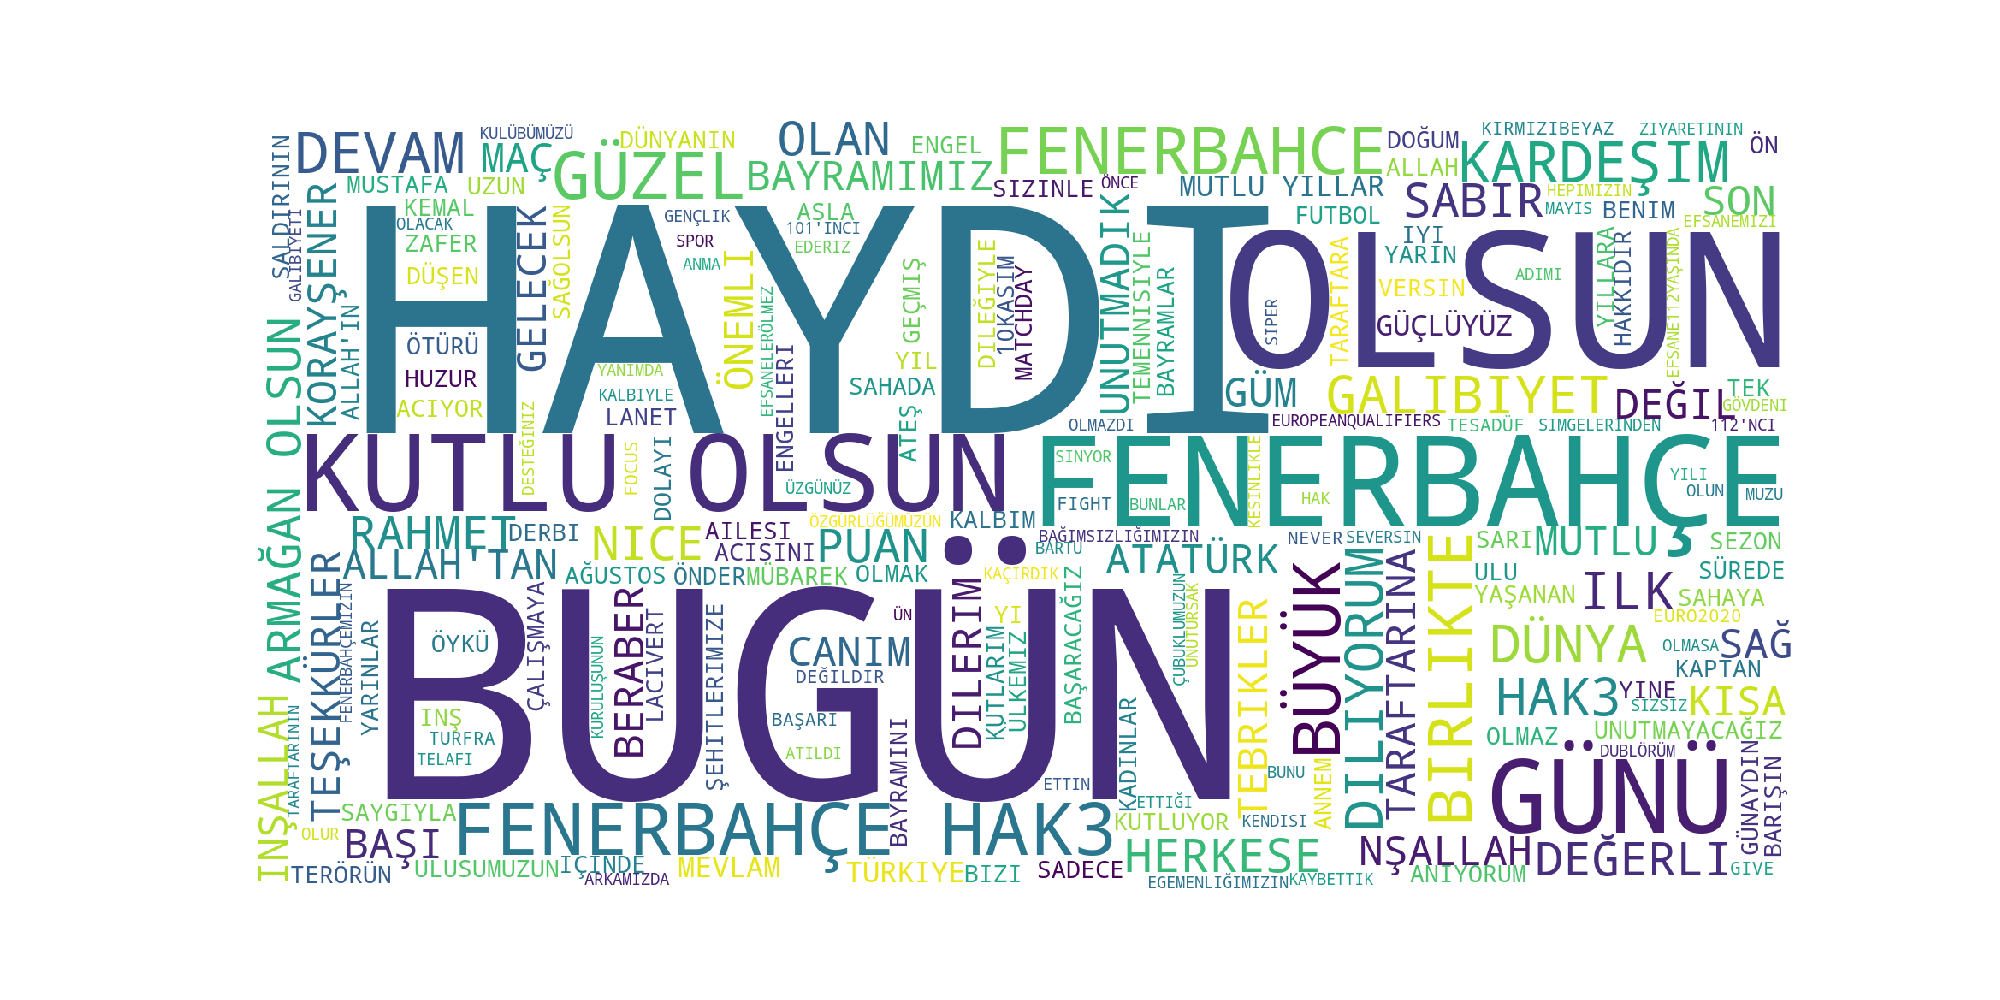 HAYDI
OLSUN
BUGÜN
KUTLU OLSUN
FENERBAHÇE
FENERBAHCE
FENERBAHÇE HAK3
GÜNÜ
DEVAM
KULÜBÜMÜZÜ
MAÇ
GÜZEL
DÜNYANIN
OLAN
BAYRAMIMIZ
ENGEL
SIZINLE
ÖNCE
MUTLU YILLAR
DOĞUM
ALLAH
KIRMIZIBEYAZ
ZIYARETININ
ÖN
KARDEŞIM
HEPIMIZIN
SABIR
MAYIS
BENIM
SON
EFSANEMIZI
SALDIRININ
GALIBIYETI
KORAYŞENER
MUSTAFA
UZUN
KEMAL
OLACAK
ZAFER
DÜŞEN
ALLAH'IN
ÖTÜRÜ
HUZUR
ACIYOR
GELECEK
SAĞOLSUN
GENÇLIK
SPOR
ANMA
ASLA
101'INCI
EDERIZ
ÖNEMLI
EFSANELERÖLMEZ
ENGELLERI
YANIMDA
KALBIYLE
LANET
GEÇMIŞ
YIL
SAHADA
ATEŞ
DILEĞIYLE
10KASIM
MATCHDAY
UNUTMADIK
TEMENNISIYLE
BAYRAMLAR
FUTBOL
IYI
YARIN
TARAFTARA
VERSIN
GÜÇLÜYÜZ
SIPER
ADIMI
YILLARA
HAKKIDIR
EFSANE112YAŞINDA
GÜM
GALIBIYET
DEĞIL
TEK
GÖVDENI
OLMAZDI
EUROPEANQUALIFIERS
TESADÜF
SIMGELERINDEN
112'NCI
ARMAĞAN OLSUN
DESTEĞINIZ
FOCUS
DOLAYI
ÜZGÜNÜZ
SINYOR
FIGHT
BUNLAR
KESINLIKLE
HAK
YILI
OLUN
MUZU
RAHMET
DERBI
NICE
AILESI
ACISINI
ÖZGÜRLÜĞÜMÜZÜN
PUAN
KALBIM
BAĞIMSIZLIĞIMIZIN
BARTU
NEVER
SEVERSIN
SARI
MUTLU
SEZON
ALLAH'TAN
AĞUSTOS
ÖNDER
MÜBAREK
OLMAK
KAÇIRDIK
ATATÜRK
ULU
YAŞANAN
ILK
SÜREDE
SAHAYA
EURO2020
TEŞEKÜRLER
FENERBAHÇEMIZIN
YARINLAR
ÖYKÜ
INŞ
TURFRA
TELAFI
ÇALIŞMAYA
KURULUŞUNUN
BERABER
LACIVERT
ŞEHITLERIMIZE
CANIM
DEĞILDIR
BAŞARI
ATILDI
BAYRAMINI
ÜN
DILERIM
YI
KUTLARIM
ÜLKEMIZ
BAŞARACAĞIZ
KADINLAR
ÇUBUKLUMUZUN
UNUTURSAK
TEBRIKLER
BÜYÜK
DILIYORUM
TARAFTARINA
BIRLIKTE
DÜNYA
OLMASA
SAĞ
KAPTAN
HAK3
YINE
SIZSIZ
KISA
OLMAZ
UNUTMAYACAĞIZ
DUBLÖRÜM
BUNU
ANNEM
KENDISI
ETTIN
ETTIĞI
KUTLUYOR
INŞALLAH
TARAFTARININ
OLUR
SAYGIYLA
BAŞI
TERÖRÜN
ULUSUMUZUN
IÇINDE
ARKAMIZDA
MEVLAM
TÜRKIYE
BIZI
SADECE
HERKESE
EGEMENLIĞIMIZIN
KAYBETTIK
NŞALLAH
ANIYORUM
DEĞERLI
GÜNAYDIN
BARIŞIN
GIVE